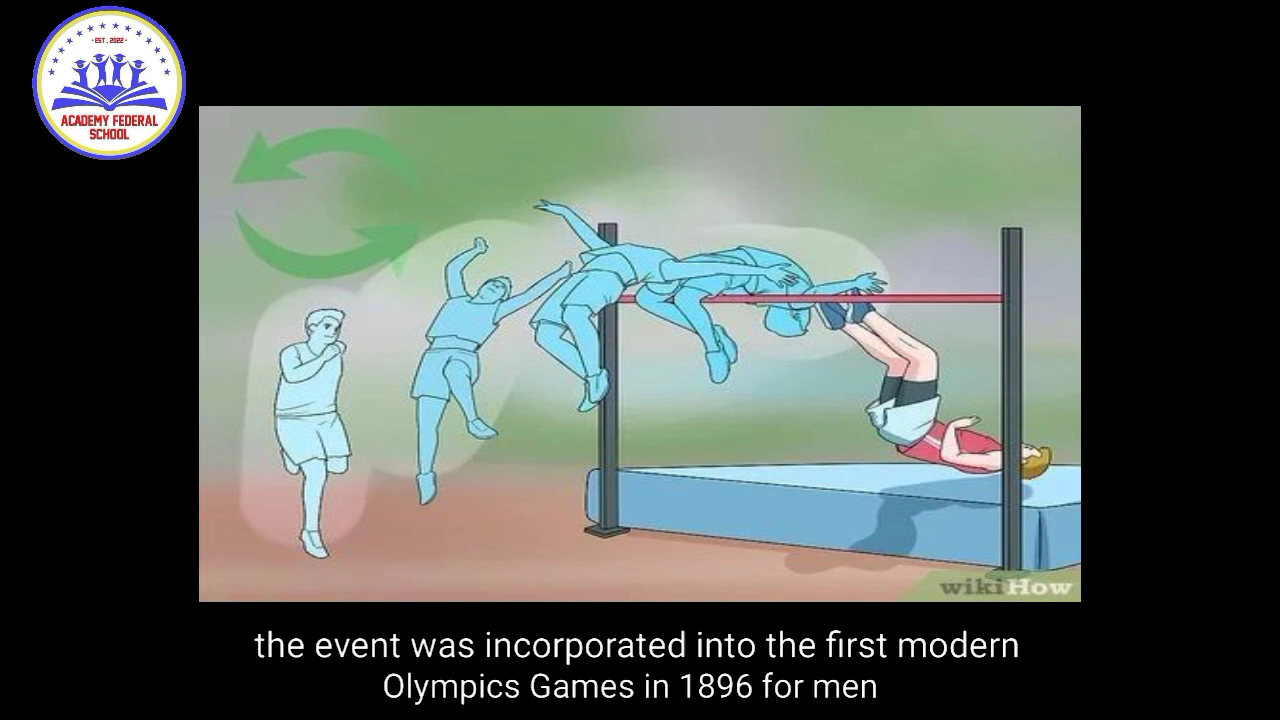 EST. 2022
ACADEMY FEDERAL
SCHOOL
wikiHow
the event was incorporated into the first modern
Olympics Games in 1896 for men